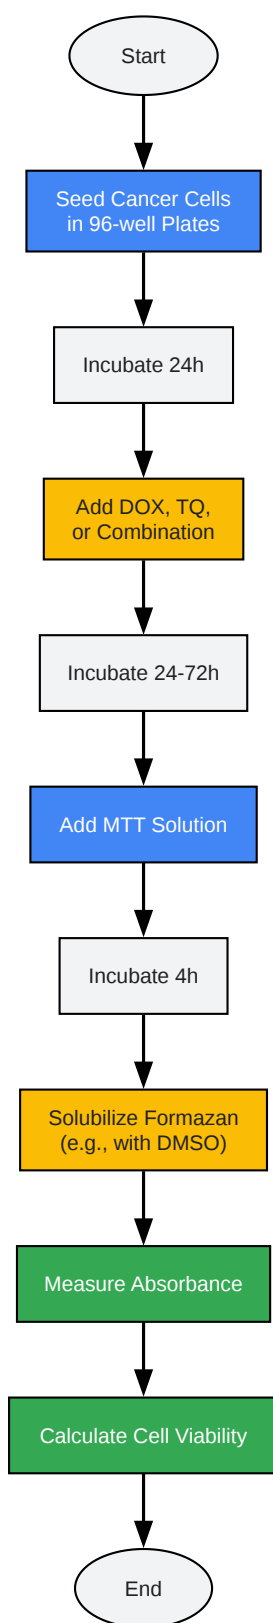 Start
Seed Cancer Cells
in 96-well Plates
Incubate 24h
Add DOX, TQ,
or Combination
Incubate 24-72h
Add MTT Solution
Incubate 4h
Solubilize Formazan
(e.g., with DMSO)
Measure Absorbance
Calculate Cell Viability
End